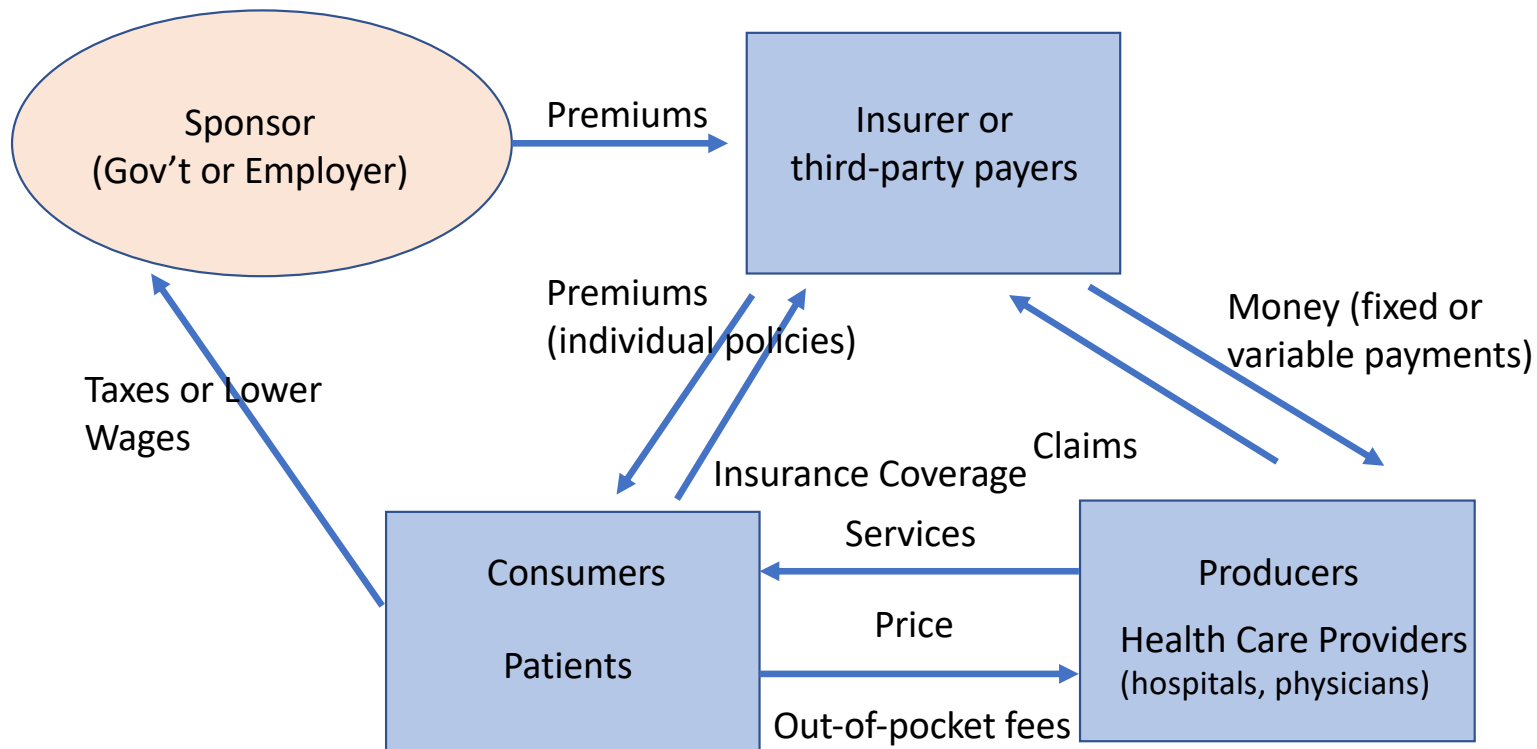 Sponsor
(Gov’t or Employer)
Premiums
Insurer or
third-party payers
Premiums
(individual policies)
Money (fixed or
variable payments)
Taxes or Lower
Wages
Claims
Insurance Coverage
Services
Consumers
Patients
Price
Out-of-pocket fees
Producers
Health Care Providers
(hospitals, physicians)